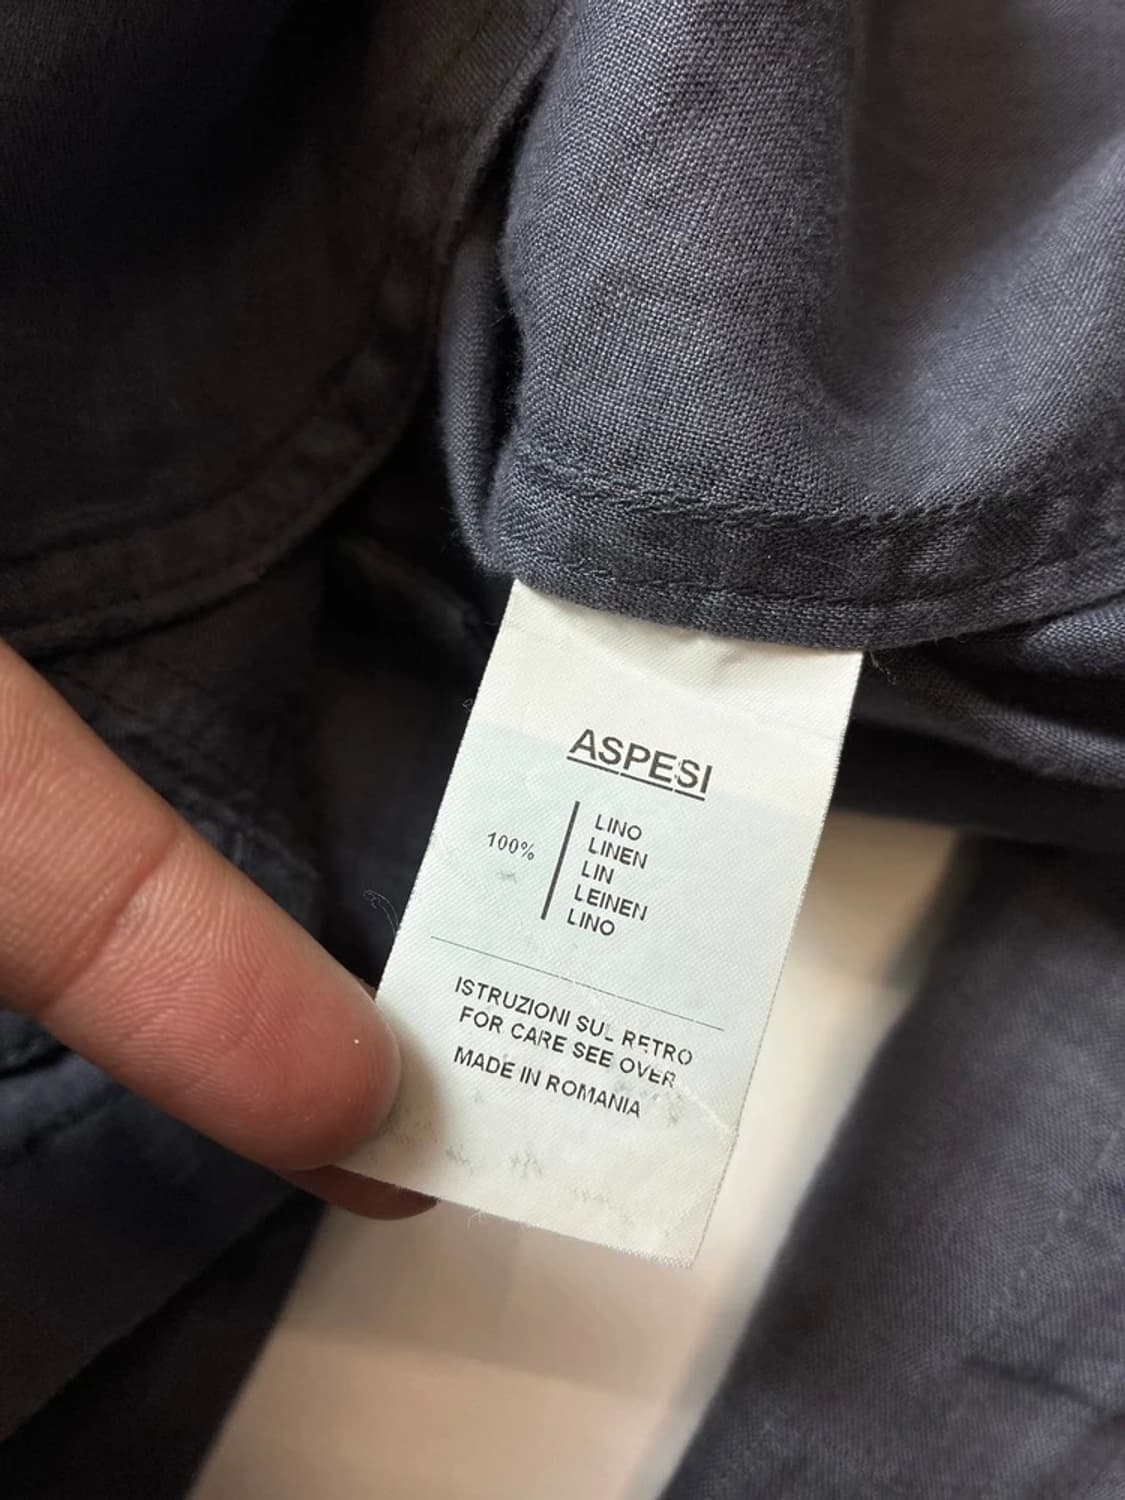 ASPESI
100%
LINO
LINEN
LIN
LEINEN
LINO
ISTRUZIONI SUL RETRO
FOR CARE SEE OVER
MADE IN ROMANIA